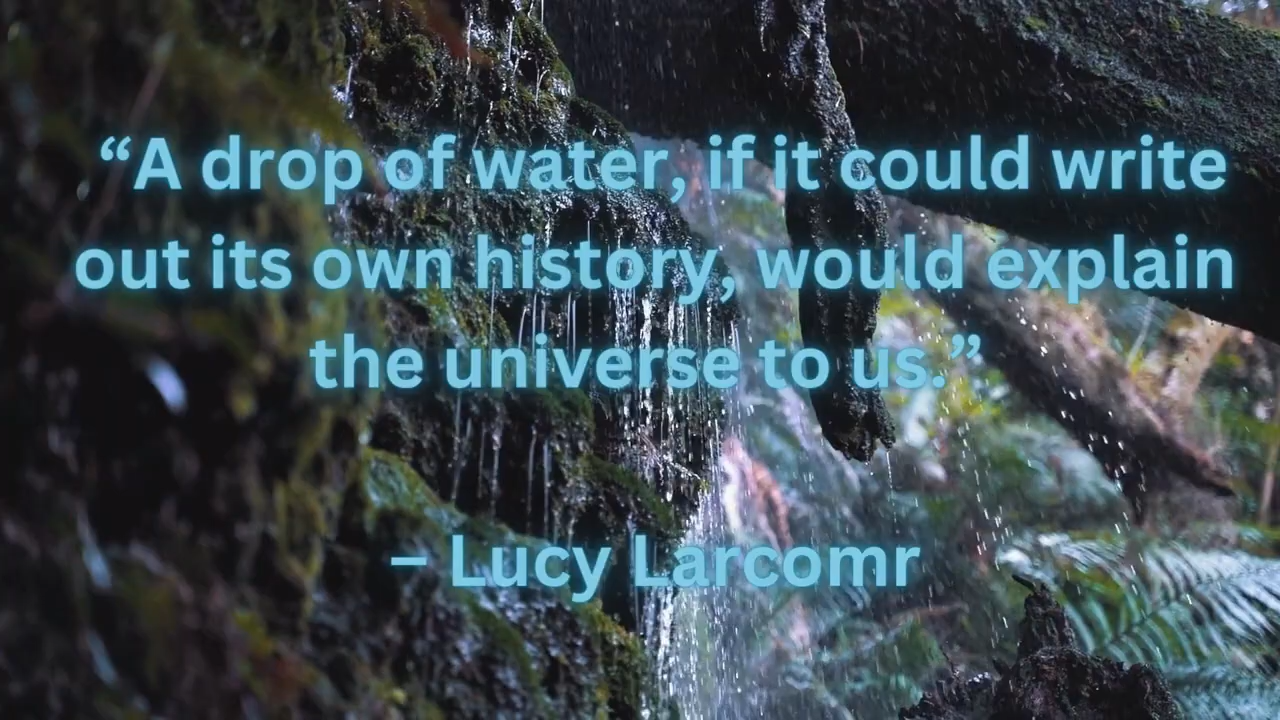 “A drop of water, if it could write
out its own history, would explain
the universe to us.”
– Lucy Larcomr